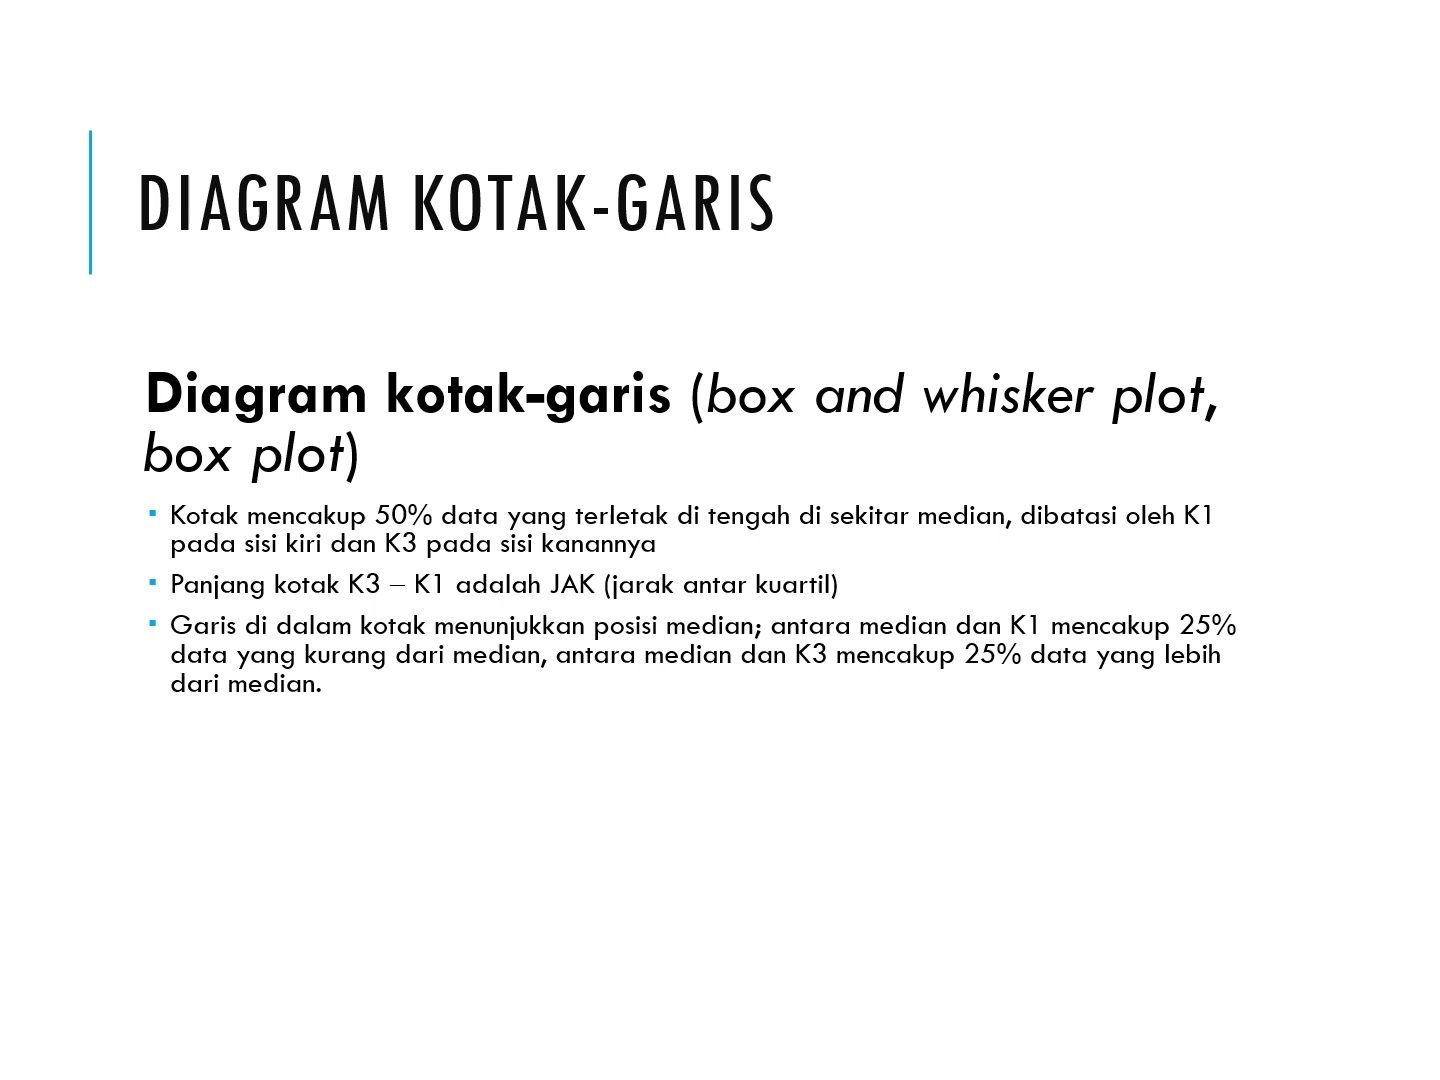 DIAGRAM KOTAK-GARIS
Diagram kotak-garis (box and whisker plot,
box plot)
▪ Kotak mencakup 50% data yang terletak di tengah di sekitar median, dibatasi oleh K1
pada sisi kiri dan K3 pada sisi kanannya
▪ Panjang kotak K3 – K1 adalah JAK (jarak antar kuartil)
▪ Garis di dalam kotak menunjukkan posisi median; antara median dan K1 mencakup 25%
data yang kurang dari median, antara median dan K3 mencakup 25% data yang lebih
dari median.